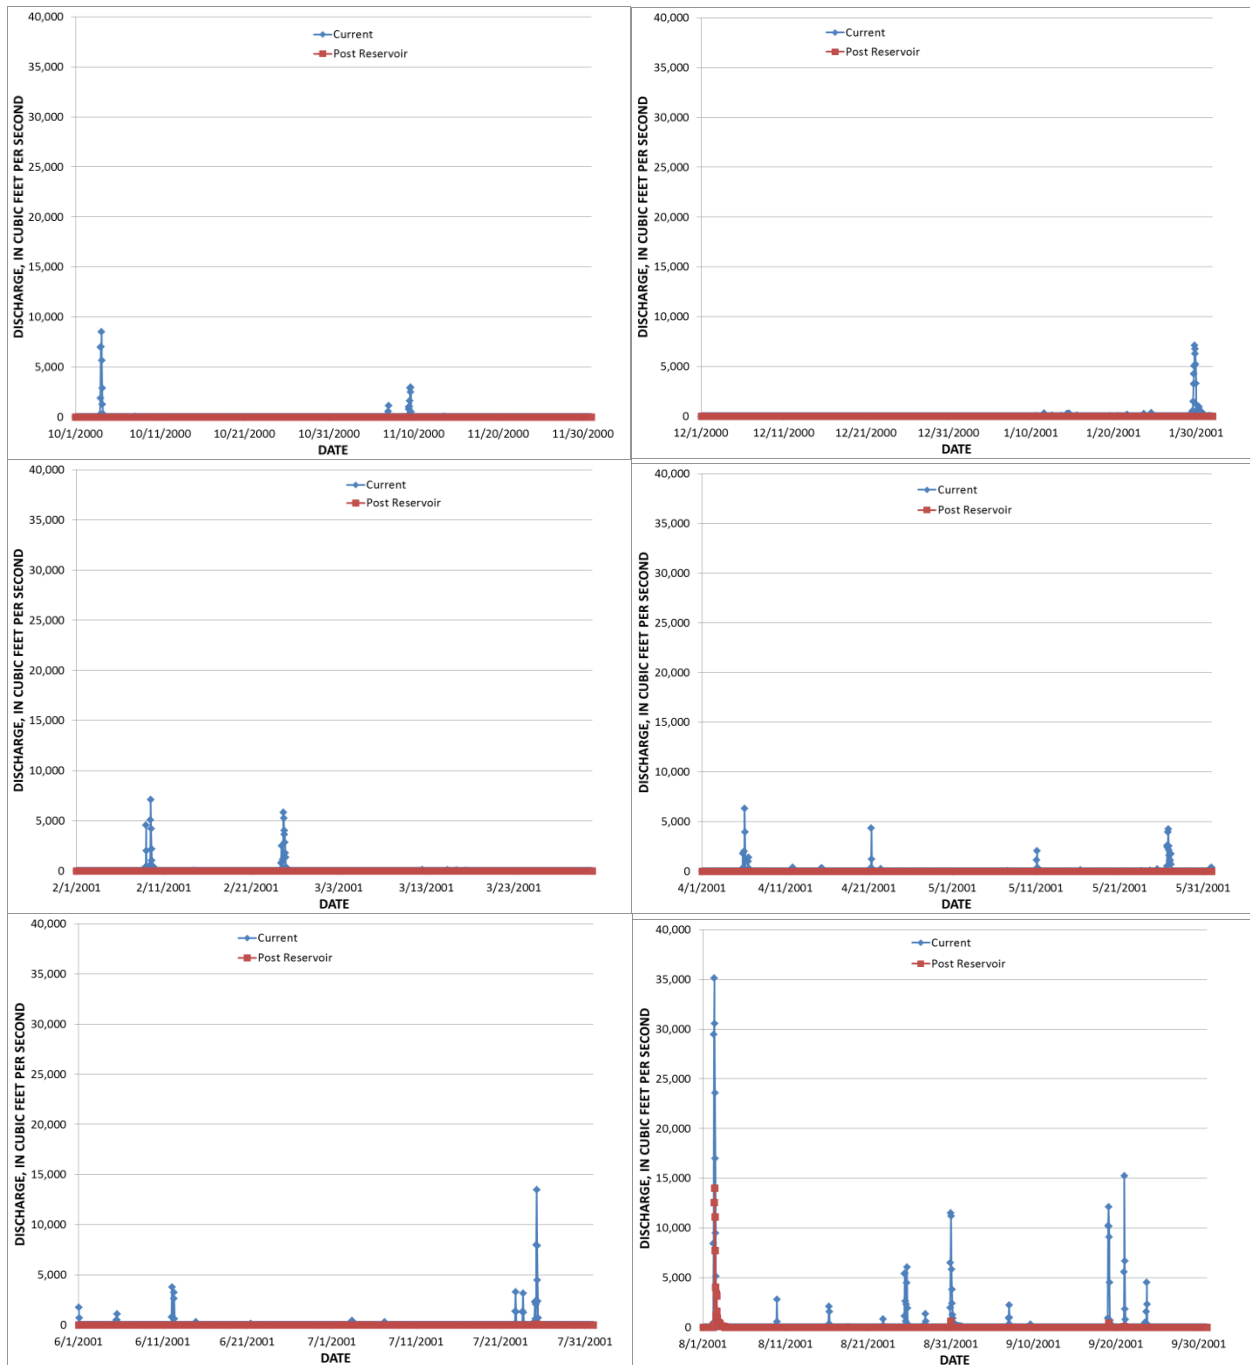 40,000
35,000
30,000
25,000
20,000
15,000
10,000
5,000
0
DISCHARGE, IN CUBIC FEET PER SECOND
Current
Post Reservoir
10/1/2000 10/11/2000 10/21/2000 10/31/2000 11/10/2000 11/20/2000 11/30/2000
DATE
40,000
35,000
30,000
25,000
20,000
15,000
10,000
5,000
0
DISCHARGE, IN CUBIC FEET PER SECOND
Current
Post Reservoir
12/1/2000 12/11/2000 12/21/2000 12/31/2000 1/10/2001 1/20/2001 1/30/2001
DATE
40,000
35,000
30,000
25,000
20,000
15,000
10,000
5,000
0
DISCHARGE, IN CUBIC FEET PER SECOND
Current
Post Reservoir
2/1/2001 2/11/2001 2/21/2001 3/3/2001 3/13/2001 3/23/2001
DATE
40,000
35,000
30,000
25,000
20,000
15,000
10,000
5,000
0
DISCHARGE, IN CUBIC FEET PER SECOND
Current
Post Reservoir
4/1/2001 4/11/2001 4/21/2001 5/1/2001 5/11/2001 5/21/2001 5/31/2001
DATE
40,000
35,000
30,000
25,000
20,000
15,000
10,000
5,000
0
DISCHARGE, IN CUBIC FEET PER SECOND
Current
Post Reservoir
6/1/2001 6/11/2001 6/21/2001 7/1/2001 7/11/2001 7/21/2001 7/31/2001
DATE
40,000
35,000
30,000
25,000
20,000
15,000
10,000
5,000
0
DISCHARGE, IN CUBIC FEET PER SECOND
Current
Post Reservoir
8/1/2001 8/11/2001 8/21/2001 8/31/2001 9/10/2001 9/20/2001 9/30/2001
DATE